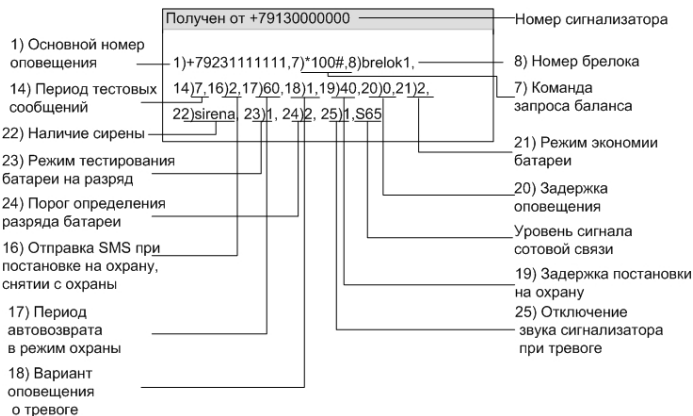 Получен от +79130000000
Номер сигнализатора
1) Основной номер
оповещения
1)+79231111111,7)*100#,8)brelok1,
14)7,16)2,17)60,18)1,19)40,20)0,21)2,
22)sirena, 23)1, 24)2, 25)1,S65
8) Номер брелока
14) Период тестовых
сообщений
7) Команда
запроса баланса
22) Наличие сирены
21) Режим экономии
батареи
23) Режим тестирования
батареи на разряд
20) Задержка
оповещения
24) Порог определения
разряда батареи
Уровень сигнала
сотовой связи
16) Отправка SMS при
постановке на охрану,
снятии с охраны
19) Задержка постановки
на охрану
17) Период
автовозврата
в режим охраны
25) Отключение
звука сигнализатора
при тревоге
18) Вариант
оповещения
о тревоге